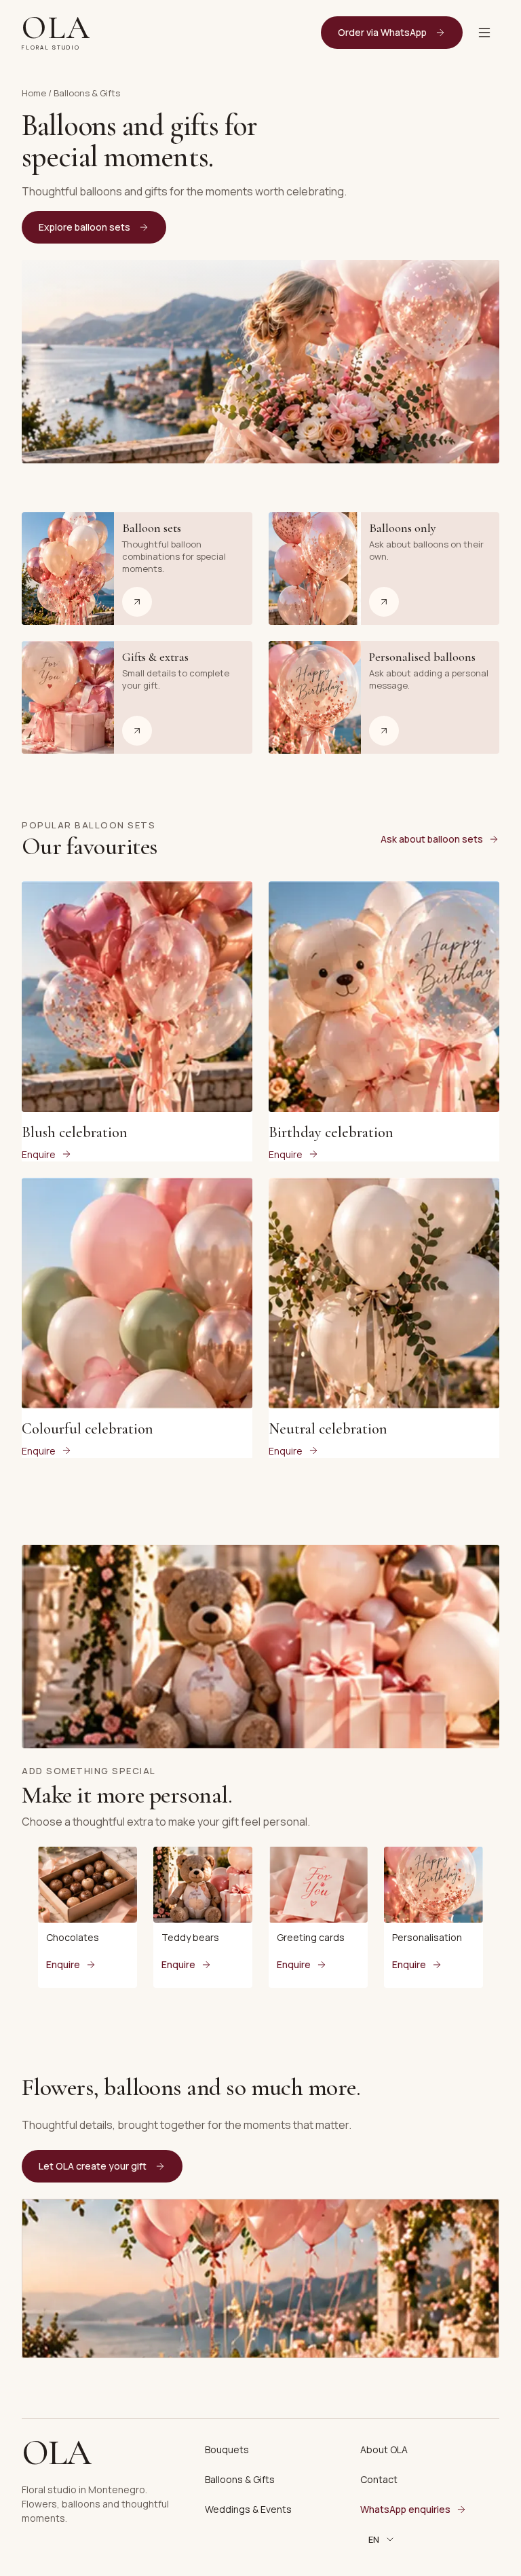 OLA
FLORAL STUDIO
Order via WhatsApp
Home / Balloons & Gifts
Balloons and gifts for
special moments.
Thoughtful balloons and gifts for the moments worth celebrating.
Explore balloon sets
Balloon sets
Thoughtful balloon
combinations for special
moments.
Balloons only
Ask about balloons on their
own.
For
You
Gifts & extras
Small details to complete
your gift.
Happy
Birthday
Personalised balloons
Ask about adding a personal
message.
POPULAR BALLOON SETS
Our favourites
Ask about balloon sets
Happy
Birthday
Blush celebration
Enquire
Birthday celebration
Enquire
Colourful celebration
Enquire
Neutral celebration
Enquire
ADD SOMETHING SPECIAL
Make it more personal.
Choose a thoughtful extra to make your gift feel personal.
For
You
Happy
Birthday
Chocolates
Enquire
Teddy bears
Enquire
Greeting cards
Enquire
Personalisation
Enquire
Flowers, balloons and so much more.
Thoughtful details, brought together for the moments that matter.
Let OLA create your gift
OLA
Floral studio in Montenegro.
Flowers, balloons and thoughtful
moments.
Bouquets
Balloons & Gifts
Weddings & Events
About OLA
Contact
WhatsApp enquiries
EN